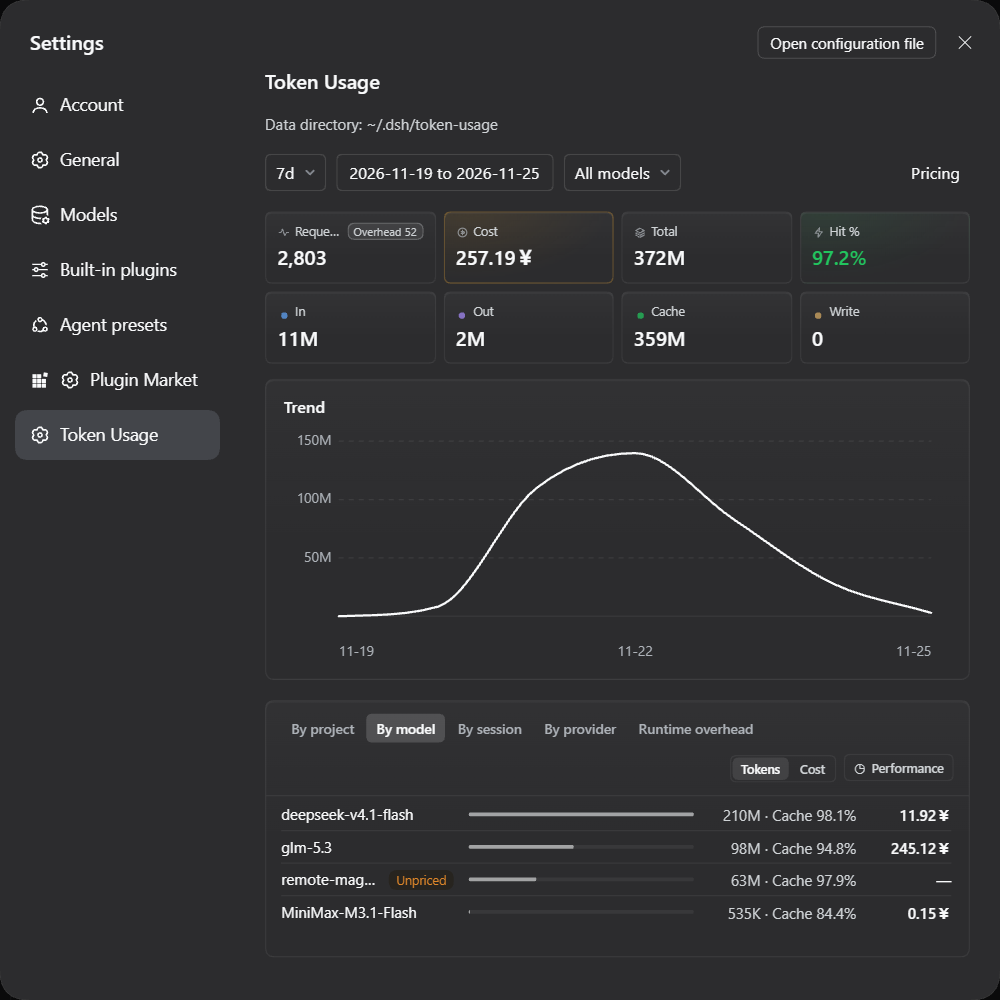 Settings
Open configuration file
Account
General
Models
Built-in plugins
Agent presets
Plugin Market
Token Usage
Token Usage
Data directory: ~/.dsh/token-usage
7d
2026-11-19 to 2026-11-25
All models
Pricing
Reque... Overhead 52
2,803
Cost
257.19 ¥
Total
372M
Hit %
97.2%
In
11M
Out
2M
Cache
359M
Write
0
Trend
150M
100M
50M
11-19 11-22 11-25
By project By model By session By provider Runtime overhead
Tokens Cost Performance
deepseek-v4.1-flash 210M · Cache 98.1% 11.92 ¥
glm-5.3 98M · Cache 94.8% 245.12 ¥
remote-mag... Unpriced 63M · Cache 97.9% —
MiniMax-M3.1-Flash 535K · Cache 84.4% 0.15 ¥